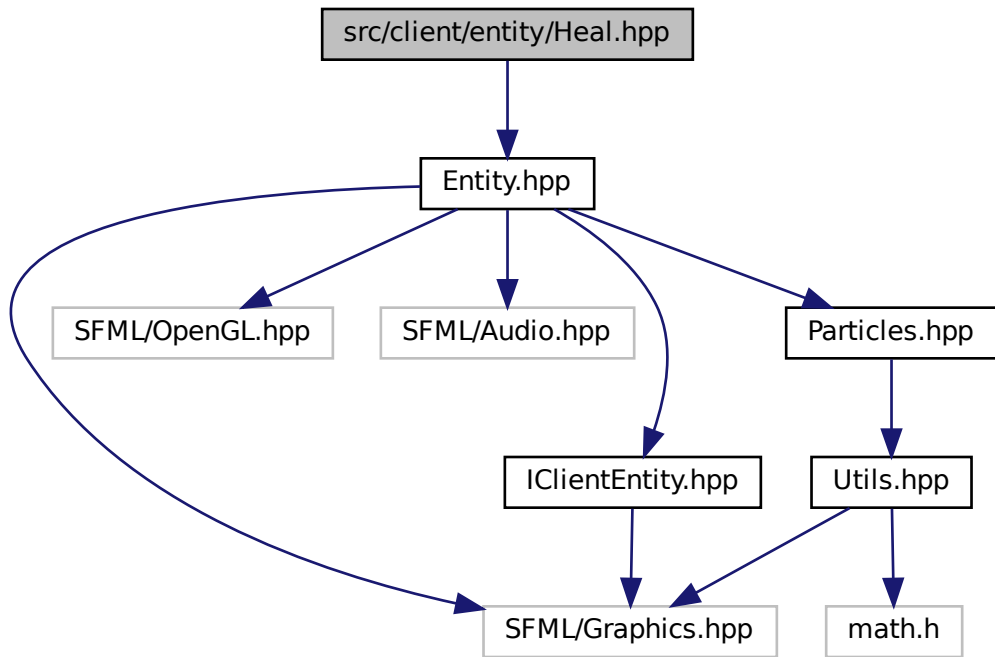 src/client/entity/Heal.hpp
Entity.hpp
SFML/OpenGL.hpp
SFML/Audio.hpp
Particles.hpp
IClientEntity.hpp
Utils.hpp
SFML/Graphics.hpp
math.h